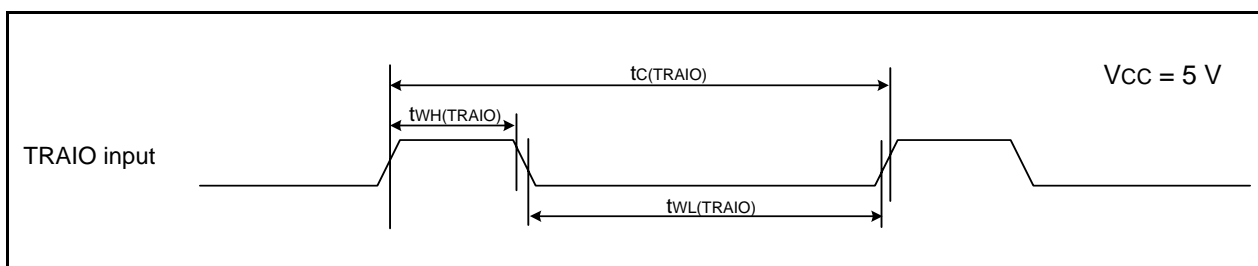 tC(TRAIO)
VCC = 5 V
tWH(TRAIO)
TRAIO input
tWL(TRAIO)